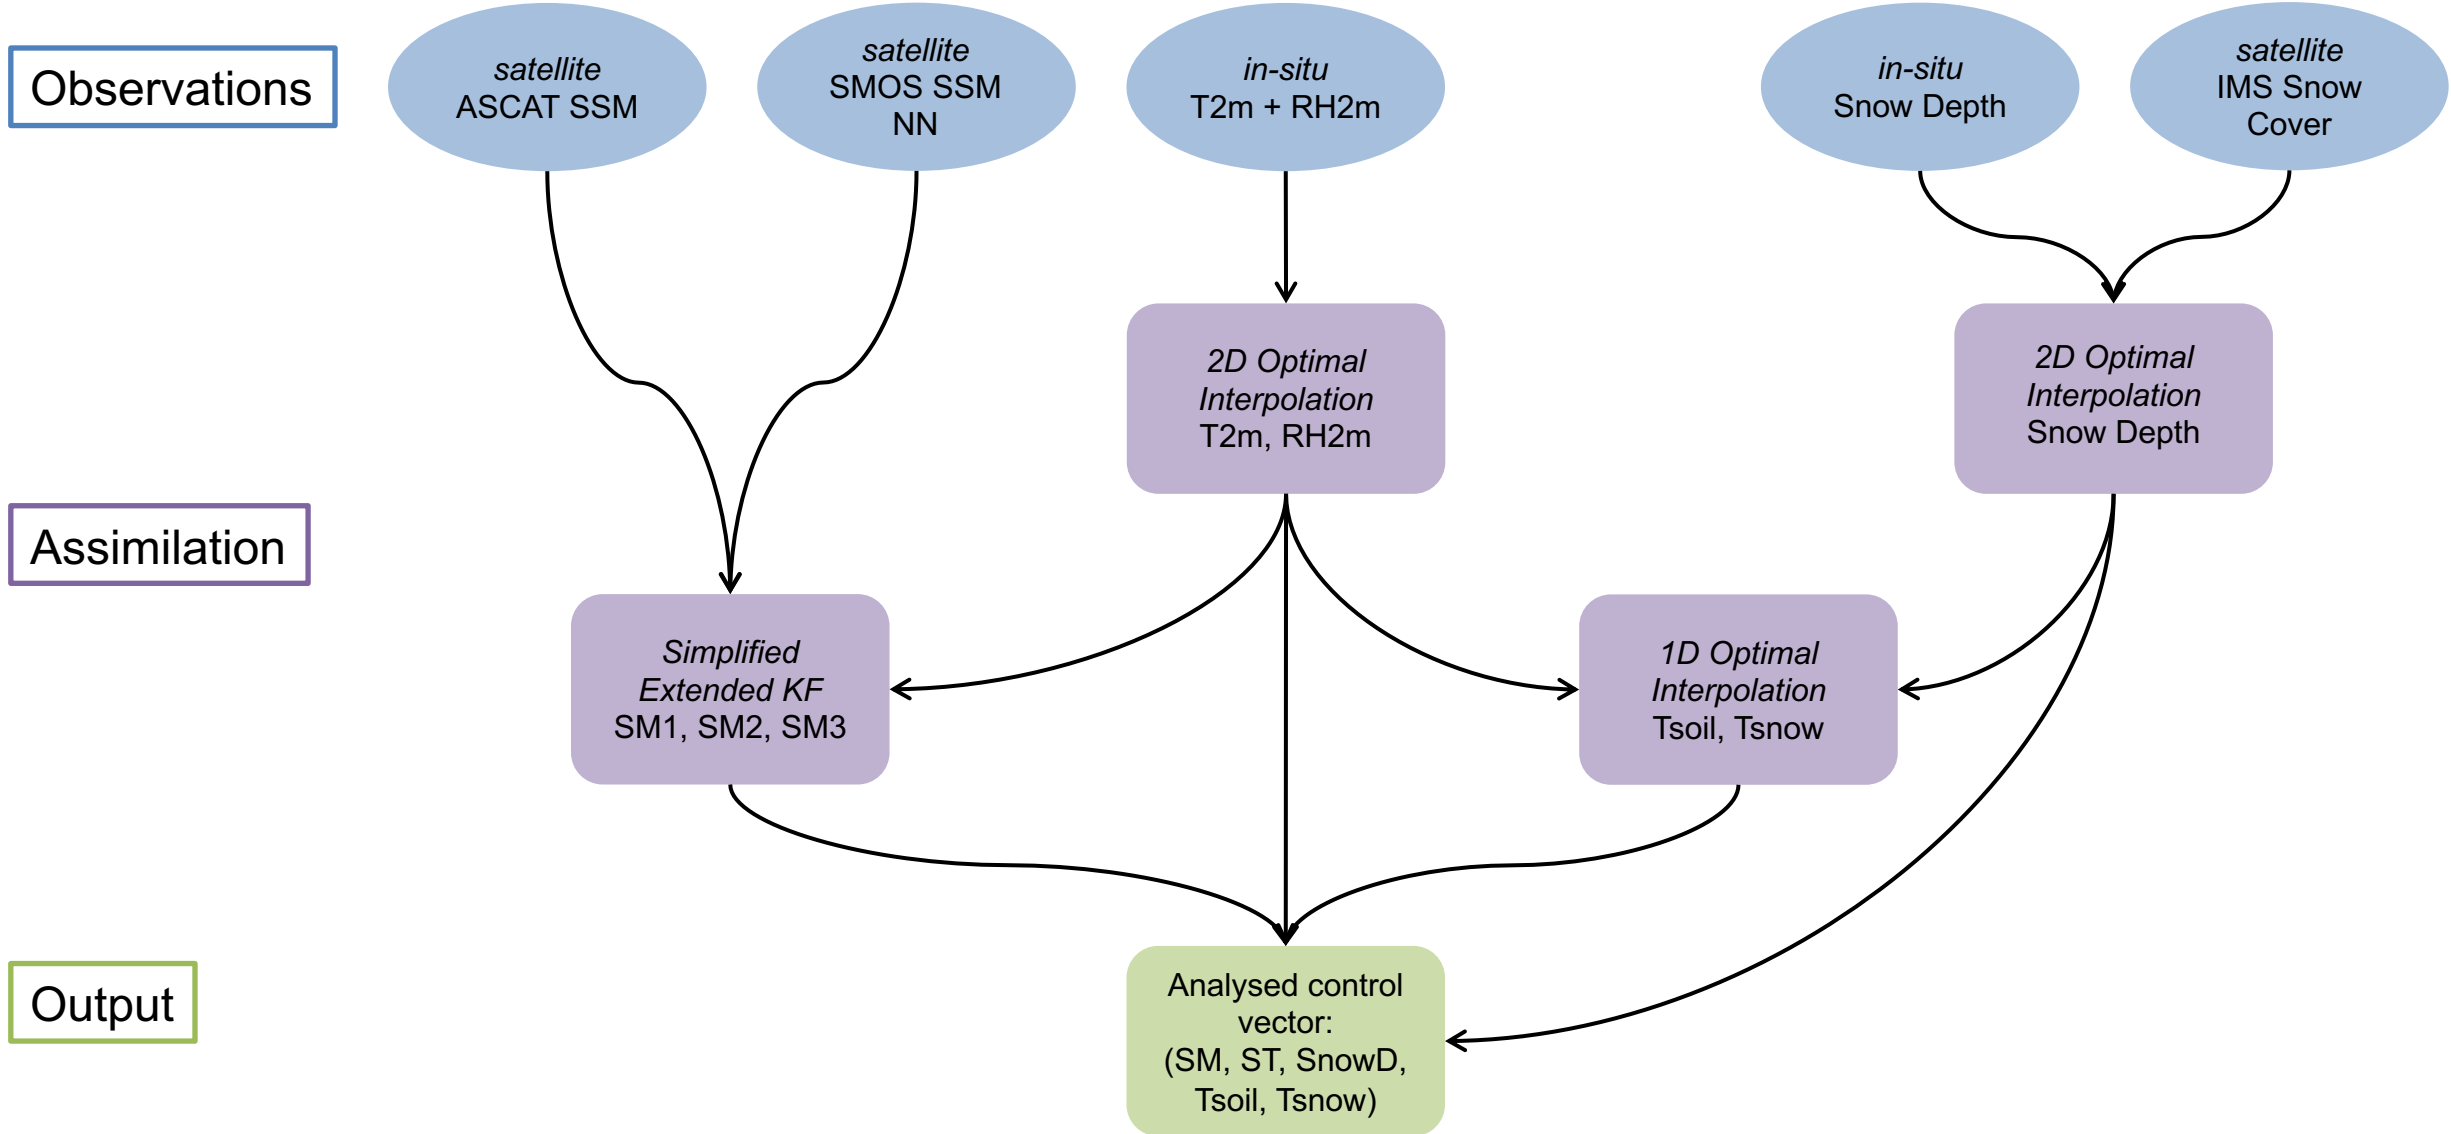 Observations
satellite
ASCAT SSM
satellite
SMOS SSM
NN
in-situ
T2m + RH2m
in-situ
Snow Depth
satellite
IMS Snow
Cover
2D Optimal
Interpolation
T2m, RH2m
2D Optimal
Interpolation
Snow Depth
Assimilation
Simplified
Extended KF
SM1, SM2, SM3
1D Optimal
Interpolation
Tsoil, Tsnow
Output
Analysed control
vector:
(SM, ST, SnowD,
Tsoil, Tsnow)